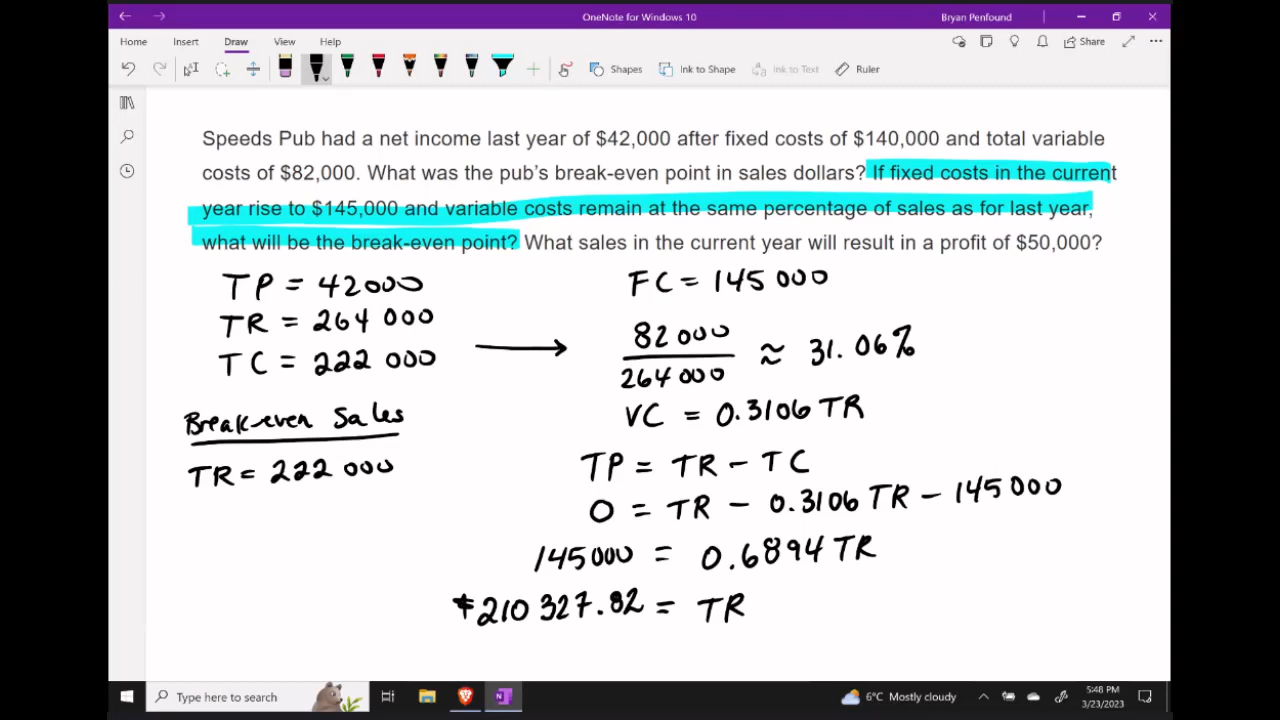 OneNote for Windows 10
Bryan Penfound
Home Insert Draw View Help
Share
Shapes Ink to Shape Ink to Text Ruler
Speeds Pub had a net income last year of $42,000 after fixed costs of $140,000 and total variable
costs of $82,000. What was the pub's break-even point in sales dollars? If fixed costs in the current
year rise to $145,000 and variable costs remain at the same percentage of sales as for last year,
what will be the break-even point? What sales in the current year will result in a profit of $50,000?
TP = 42000
TR = 264 000
TC = 222 000
Break-even Sales
TR = 222 000
FC = 145 000
82 000
264 000
≈ 31.06%
VC = 0.3106 TR
TP = TR - TC
0 = TR - 0.3106 TR - 145000
145000 = 0.6894 TR
$210 327.82 = TR
Type here to search
6°C Mostly cloudy
5:48 PM
3/23/2023